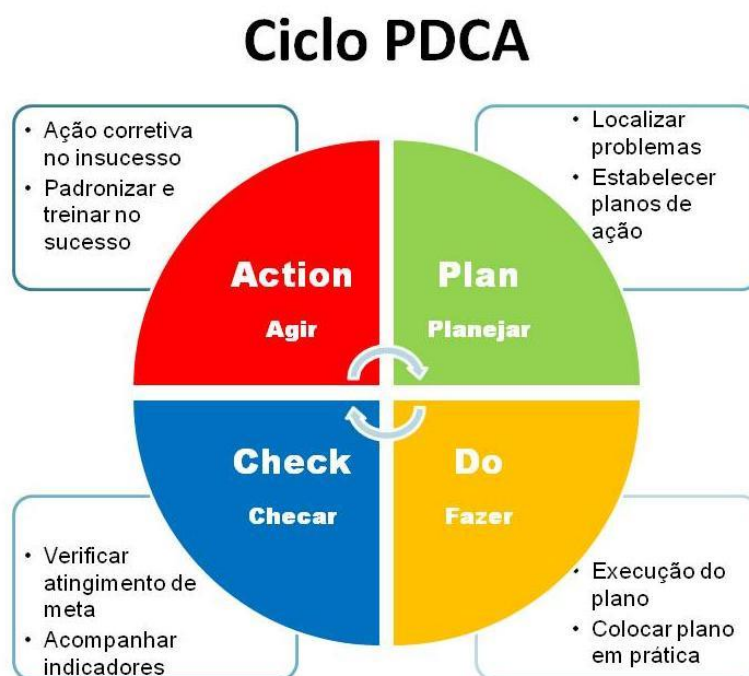 Ciclo PDCA
• Ação corretiva
no insucesso
• Padronizar e
treinar no
sucesso
• Localizar
problemas
• Estabelecer
planos de
ação
Action
Agir
Plan
Planejar
Check
Checar
Do
Fazer
• Verificar
atingimento de
meta
• Acompanhar
indicadores
• Execução do
plano
• Colocar plano
em prática